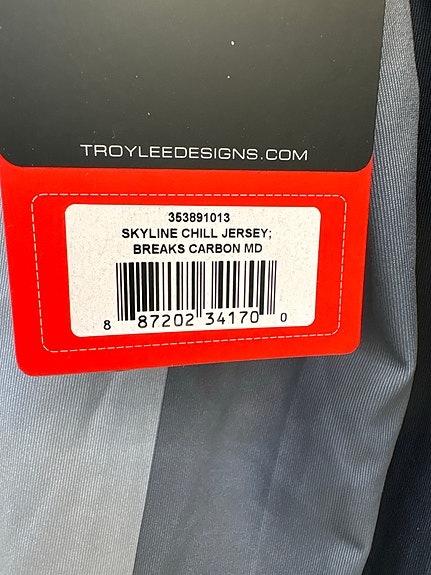 TROYLEEDESIGNS.COM
353891013
SKYLINE CHILL JERSEY;
BREAKS CARBON MD
8 87202 34170 0